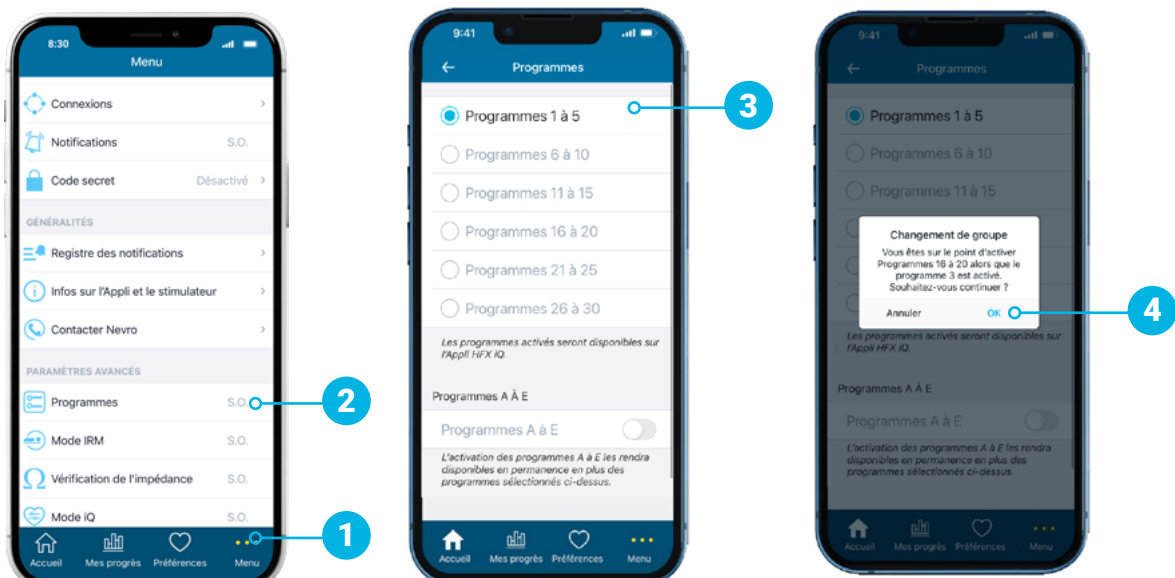 8:30
Menu
Connexions
Notifications S.O.
Code secret Désactivé
GÉNÉRALITÉS
Registre des notifications
Infos sur l'Appli et le stimulateur
Contacter Nevro
PARAMÈTRES AVANCÉS
Programmes S.O.
2
Mode IRM S.O.
Vérification de l'impédance S.O.
Mode iQ S.O.
1
Accueil Mes progrès Préférences Menu
9:41
Programmes
Programmes 1 à 5
3
Programmes 6 à 10
Programmes 11 à 15
Programmes 16 à 20
Programmes 21 à 25
Programmes 26 à 30
Les programmes activés seront disponibles sur
l'Appli HFX iQ.
Programmes A À E
Programmes A à E
L'activation des programmes A à E les rendra
disponibles en permanence en plus des
programmes sélectionnés ci-dessus.
Accueil Mes progrès Préférences Menu
9:41
Programmes
Programmes 1 à 5
Programmes 6 à 10
Programmes 11 à 15
Changement de groupe
Vous êtes sur le point d'activer
Programmes 16 à 20 alors que le
programme 3 est activé.
Souhaitez-vous continuer ?
Annuler OK
4
Les programmes activés seront disponibles sur
l'Appli HFX iQ.
Programmes A À E
Programmes A à E
L'activation des programmes A à E les rendra
disponibles en permanence en plus des
programmes sélectionnés ci-dessus.
Accueil Mes progrès Préférences Menu